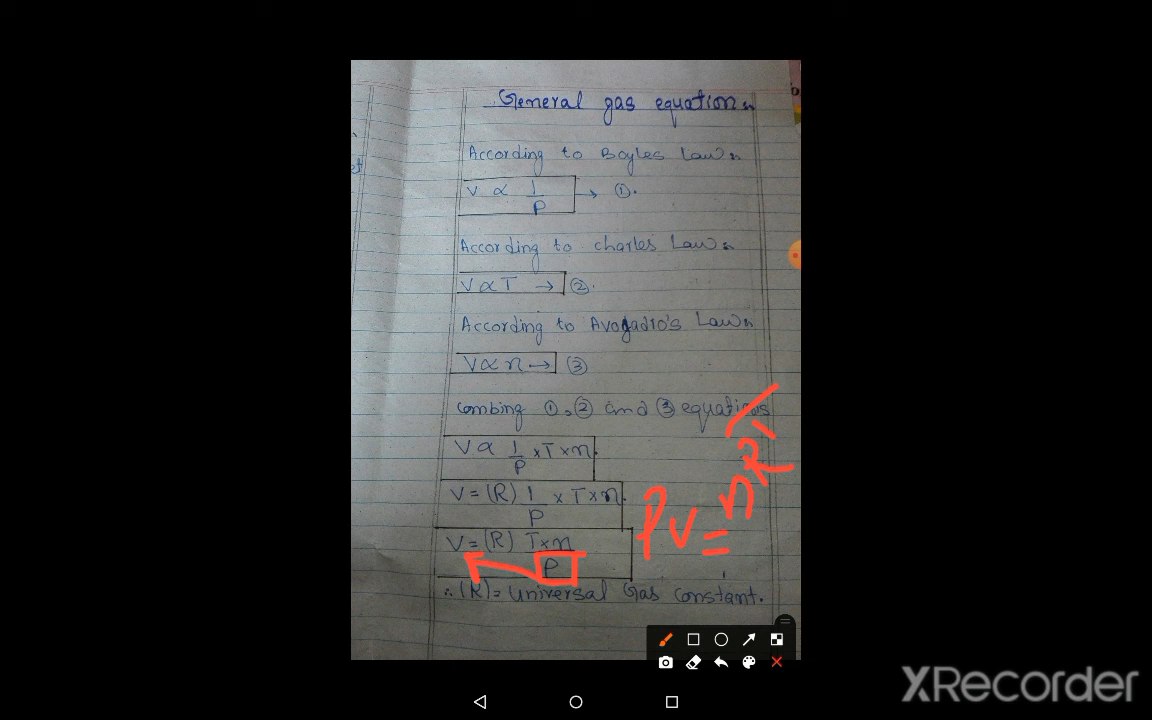 General gas equation
According to Boyles Law
V ∝ 1/P → ①.
According to charles Law
V ∝ T → ②.
According to Avogadro's Law
V ∝ n → ③
combing ①, ② and ③ equations
V ∝ 1/P × T × n.
V = (R) 1/P × T × n.
V = (R) T×n/P
PV = nR
∴ (R) = universal Gas constant.
XRecorder